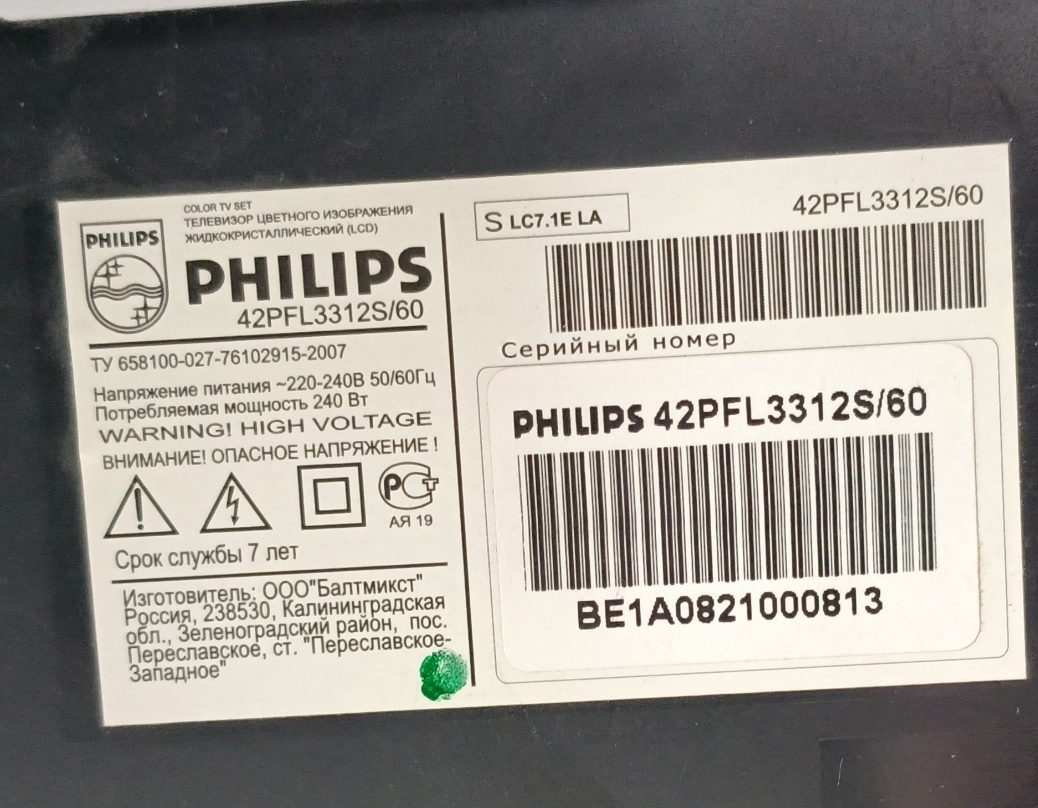 COLOR TV SET
ТЕЛЕВИЗОР ЦВЕТНОГО ИЗОБРАЖЕНИЯ
ЖИДКОКРИСТАЛЛИЧЕСКИЙ (LCD)
PHILIPS
PHILIPS
42PFL3312S/60
ТУ 658100-027-76102915-2007
Напряжение питания ~220-240В 50/60Гц
Потребляемая мощность 240 Вт
WARNING! HIGH VOLTAGE
ВНИМАНИЕ! ОПАСНОЕ НАПРЯЖЕНИЕ !
РСТ
АЯ 19
Срок службы 7 лет
Изготовитель: ООО"Балтмикст"
Россия, 238530, Калининградская
обл., Зеленоградский район, пос.
Переславское, ст. "Переславское-
Западное"
S LC7.1E LA
42PFL3312S/60
Серийный номер
PHILIPS 42PFL3312S/60
BE1A0821000813